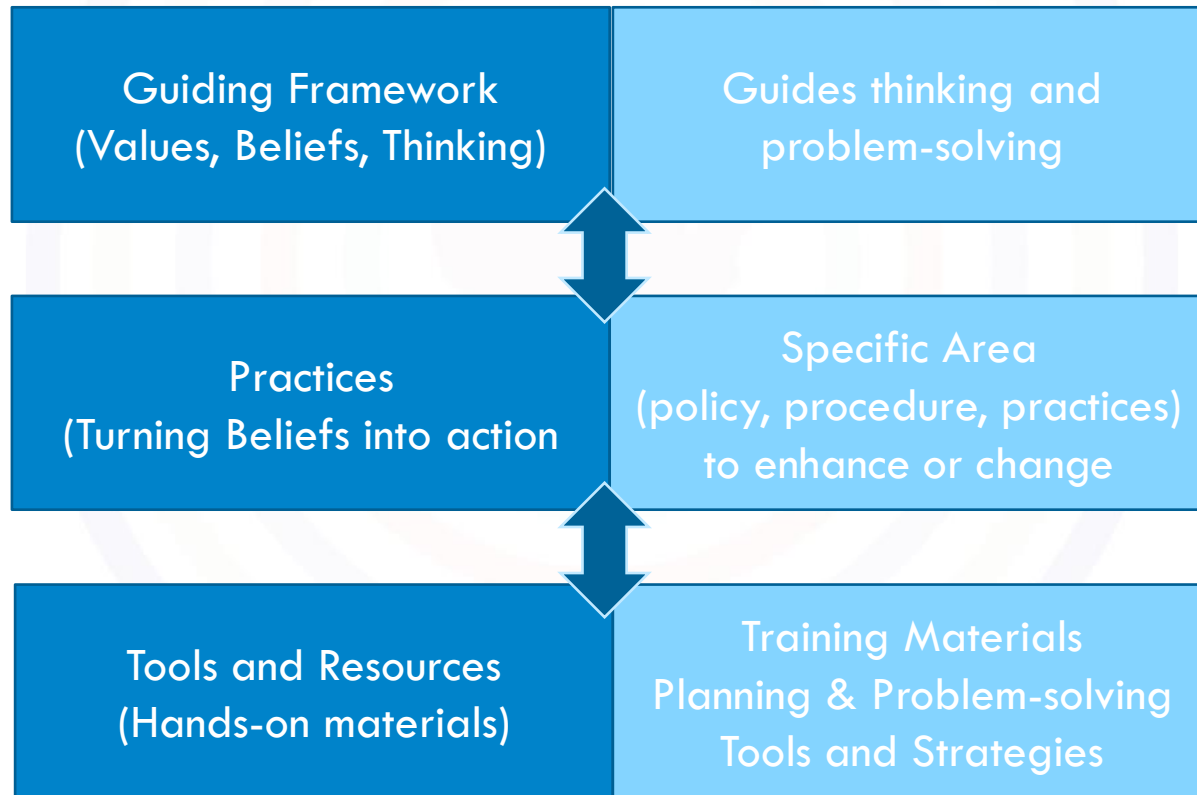 Guiding Framework
(Values, Beliefs, Thinking)
Guides thinking and
problem-solving
Practices
(Turning Beliefs into action
Specific Area
(policy, procedure, practices)
to enhance or change
Tools and Resources
(Hands-on materials)
Training Materials
Planning & Problem-solving
Tools and Strategies